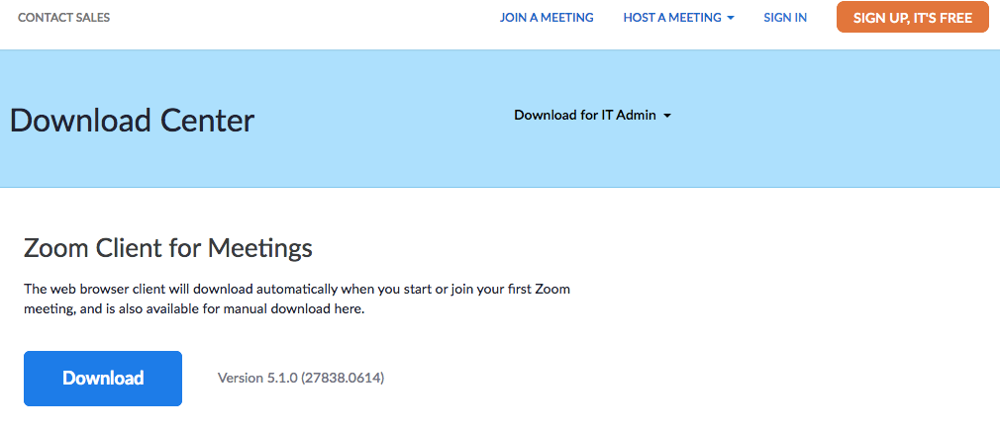 CONTACT SALES
JOIN A MEETING
HOST A MEETING
SIGN IN
SIGN UP, IT'S FREE
Download Center
Download for IT Admin
Zoom Client for Meetings
The web browser client will download automatically when you start or join your first Zoom
meeting, and is also available for manual download here.
Download
Version 5.1.0 (27838.0614)